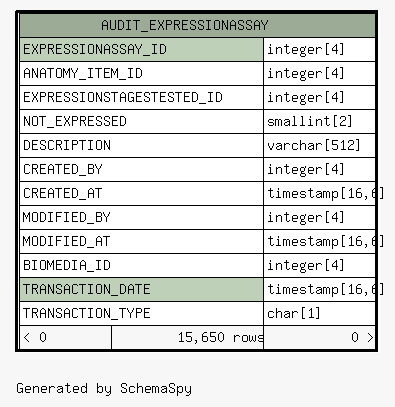 AUDIT_EXPRESSIONASSAY
EXPRESSIONASSAY_ID integer[4]
ANATOMY_ITEM_ID integer[4]
EXPRESSIONSTAGESTESTED_ID integer[4]
NOT_EXPRESSED smallint[2]
DESCRIPTION varchar[512]
CREATED_BY integer[4]
CREATED_AT timestamp[16,6]
MODIFIED_BY integer[4]
MODIFIED_AT timestamp[16,6]
BIOMEDIA_ID integer[4]
TRANSACTION_DATE timestamp[16,6]
TRANSACTION_TYPE char[1]
< 0 15,650 rows 0 >
Generated by SchemaSpy